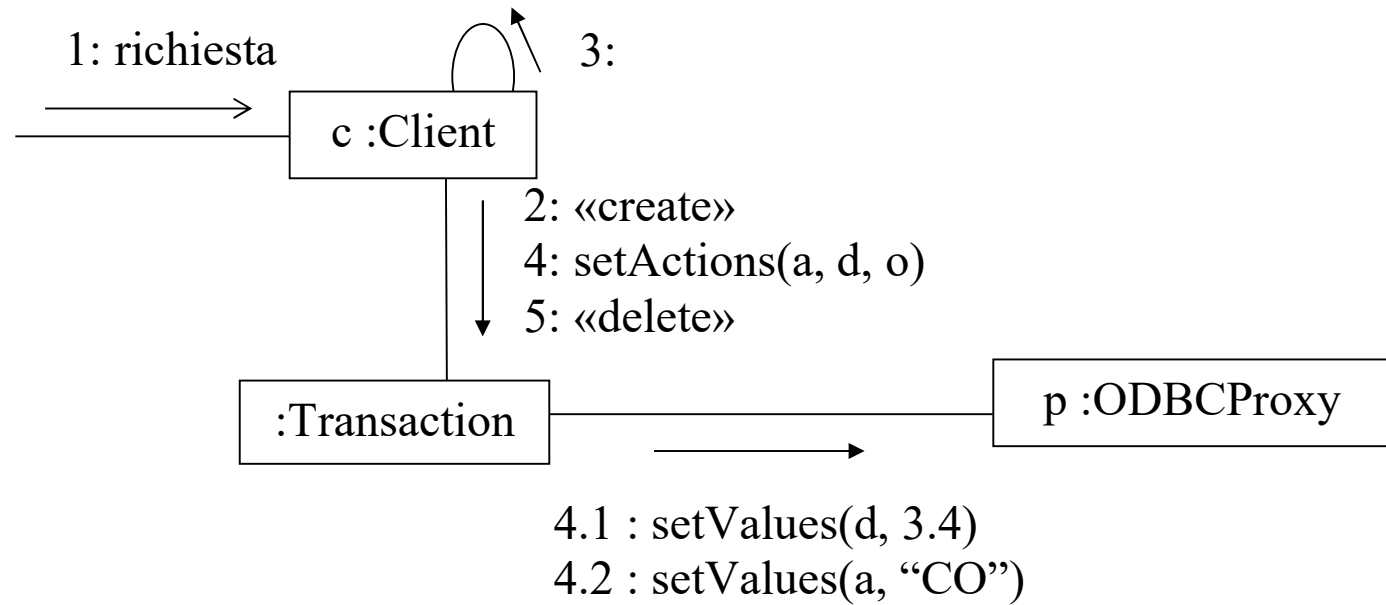 1: richiesta
3:
c :Client
2: «create»
4: setActions(a, d, o)
5: «delete»
:Transaction
p :ODBCProxy
4.1 : setValues(d, 3.4)
4.2 : setValues(a, “CO”)